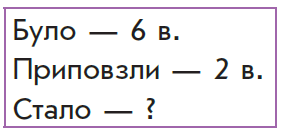 Було — 6 в.
Приповзли — 2 в.
Стало — ?